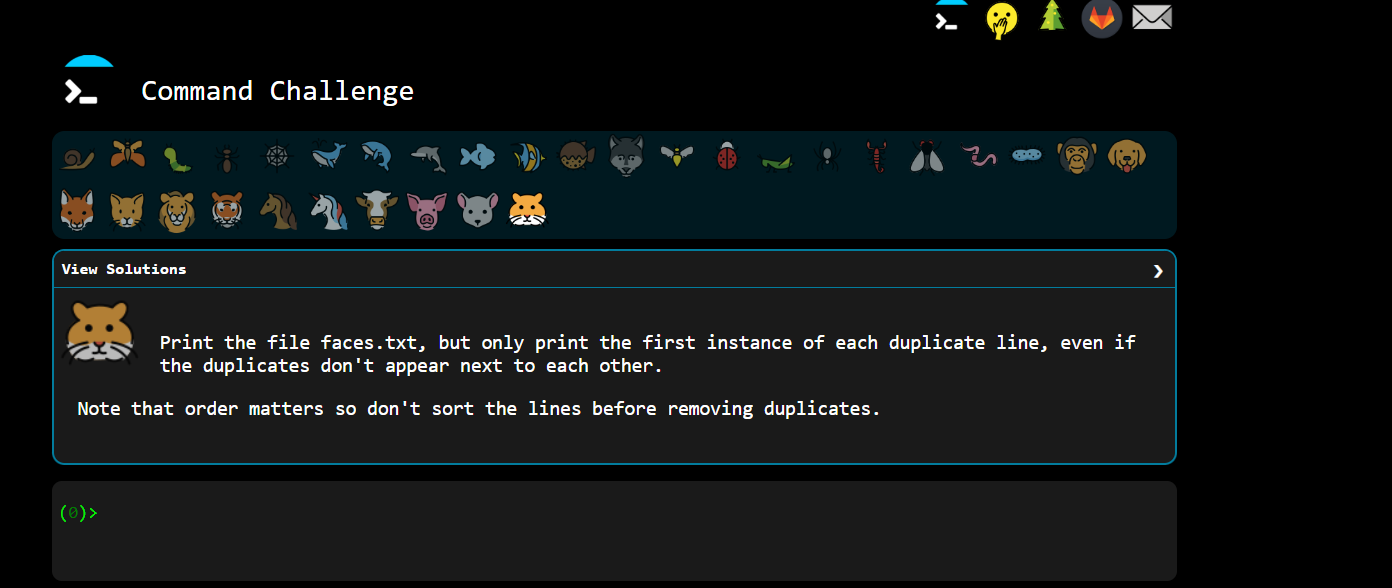 Command Challenge
View Solutions
Print the file faces.txt, but only print the first instance of each duplicate line, even if
the duplicates don't appear next to each other.
Note that order matters so don't sort the lines before removing duplicates.
(0)>